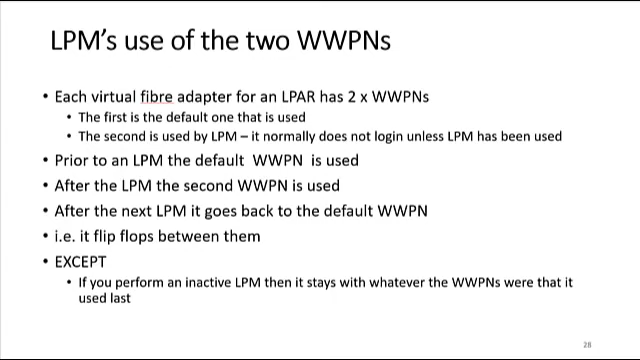 LPM's use of the two WWPNs
• Each virtual fibre adapter for an LPAR has 2 x WWPNs
• The first is the default one that is used
• The second is used by LPM – it normally does not login unless LPM has been used
• Prior to an LPM the default  WWPN  is used
• After the LPM the second WWPN is used
• After the next LPM it goes back to the default WWPN
• i.e. it flip flops between them
• EXCEPT
• If you perform an inactive LPM then it stays with whatever the WWPNs were that it
used last
28